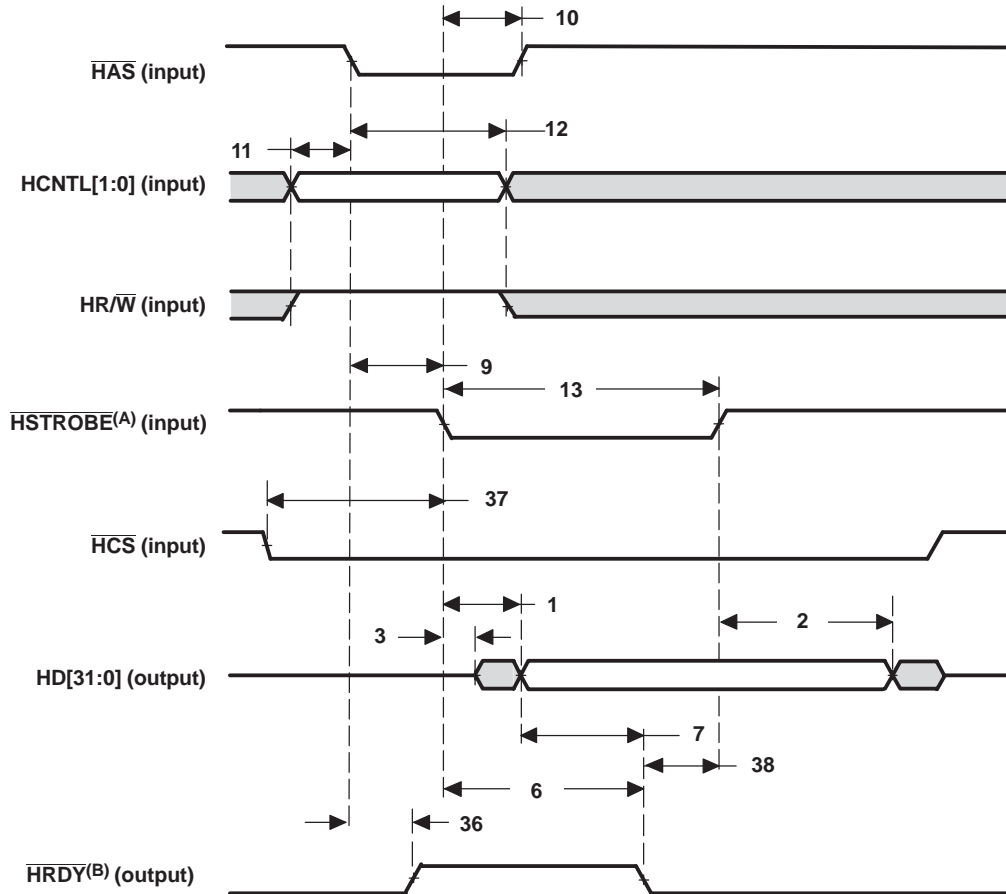 10
HAS (input)
12
11
HCNTL[1:0] (input)
HR/W (input)
9
13
HSTROBE(A) (input)
37
HCS (input)
1
2
3
HD[31:0] (output)
7
38
6
36
HRDY(B) (output)